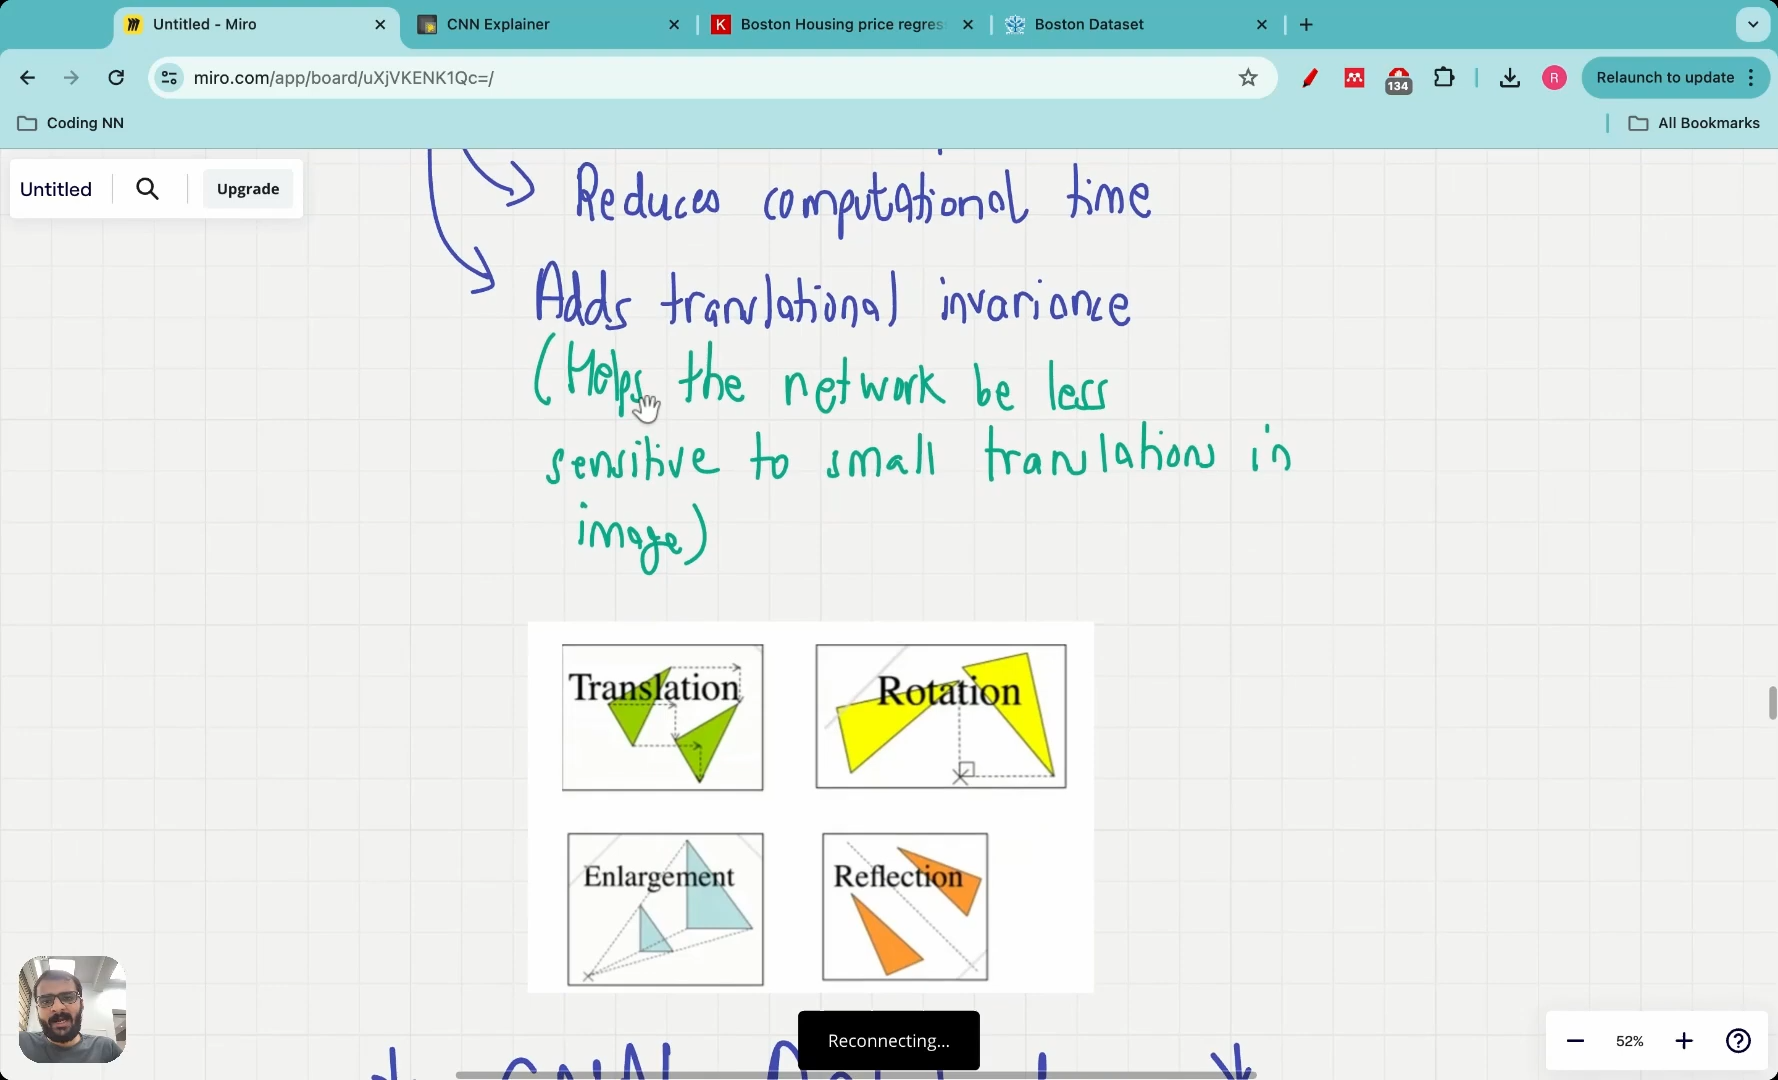 Untitled - Miro
CNN Explainer
K
Boston Housing price regres
Boston Dataset
miro.com/app/board/uXjVKENK1Qc=/
134
R
Relaunch to update
Coding NN
All Bookmarks
Untitled
Upgrade
Reduces computational time
Adds translational invariance
(Helps the network be less
sensitive to small translations in
image)
Translation
Rotation
Enlargement
Reflection
Reconnecting...
52%
CNN